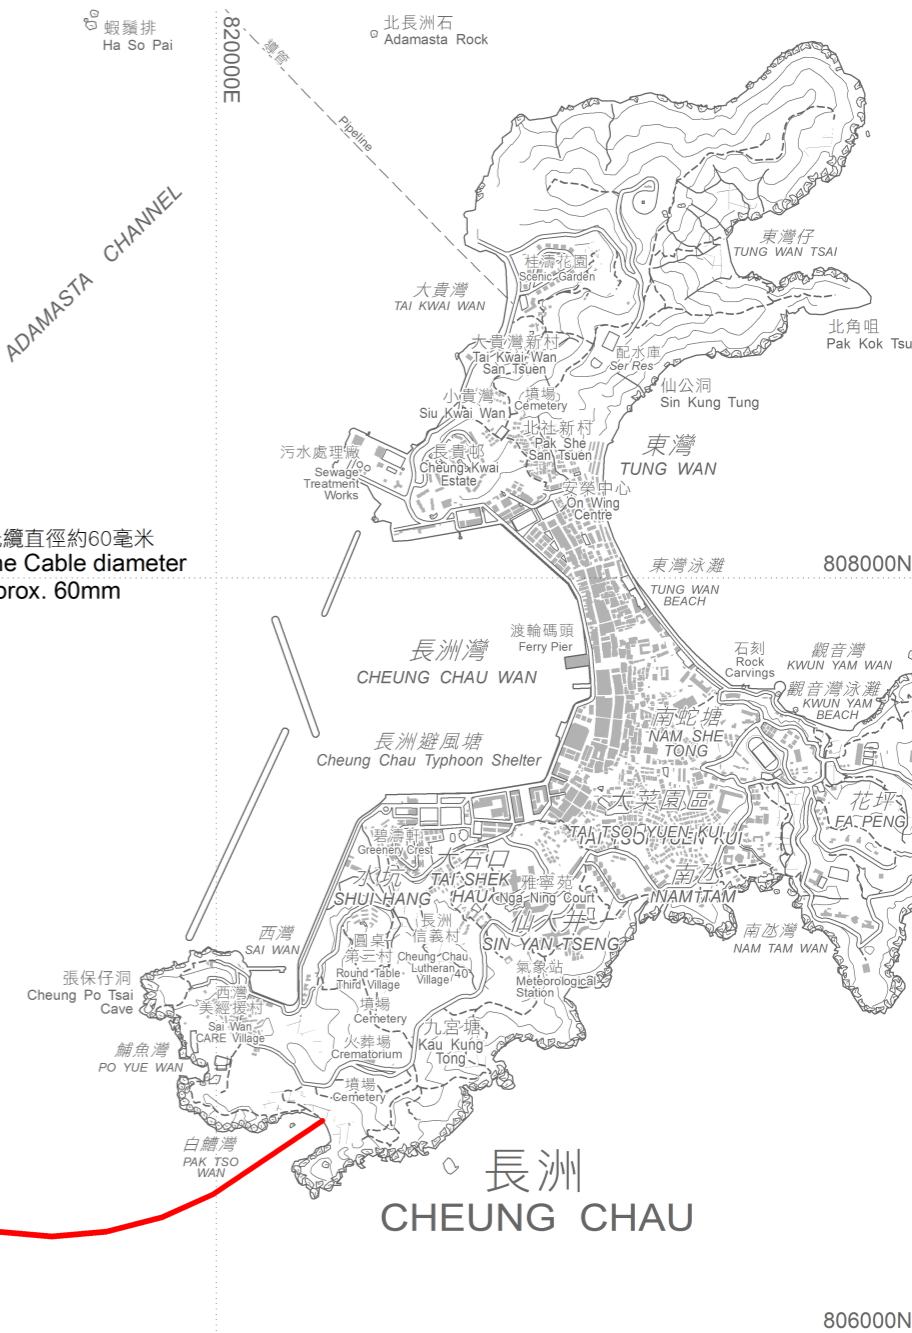 蝦鬚排
Ha So Pai
820000E
導管
Pipeline
北長洲石
Adamasta Rock
ADAMASTA CHANNEL
東灣仔
TUNG WAN TSAI
桂濤花園
Scenic Garden
大貴灣
TAI KWAI WAN
北角咀
Pak Kok Tsu
大貴灣新村
Tai Kwai Wan
San Tsuen
配水庫
Ser Res
仙公洞
Sin Kung Tung
小貴灣
Siu Kwai Wan
墳場
Cemetery
北社新村
Pak She
San Tsuen
東灣
TUNG WAN
污水處理廠
Sewage
Treatment
Works
長貴邨
Cheung Kwai
Estate
安榮中心
On Wing
Centre
纜直徑約60毫米
ne Cable diameter
prox. 60mm
808000N
東灣泳灘
TUNG WAN
BEACH
長洲灣
CHEUNG CHAU WAN
渡輪碼頭
Ferry Pier
石刻
Rock
Carvings
觀音灣
KWUN YAM WAN
觀音灣泳灘
KWUN YAM
BEACH
南蛇塘
NAM SHE
TONG
長洲避風塘
Cheung Chau Typhoon Shelter
大菜園區
TAI TSOI YUEN KUI
花坪
FA PENG
碧濤軒
Greenery Crest
大石口
TAI SHEK
HAU
水坑
SHUI HANG
雅寧苑
Nga Ning Court
南氹
NAM TAM
仙人井
SIN YAN TSENG
南氹灣
NAM TAM WAN
長洲
信義村
Cheung Chau
Lutheran
Village
40
圓桌
第三村
Round Table
Third Village
西灣
SAI WAN
氣象站
Meteorological
Station
張保仔洞
Cheung Po Tsai
Cave
西灣
美經援村
Sai Wan
CARE Village
墳場
Cemetery
火葬場
Crematorium
九宮塘
Kau Kung
Tong
鯆魚灣
PO YUE WAN
墳場
Cemetery
白鰽灣
PAK TSO
WAN
長洲
CHEUNG CHAU
806000N